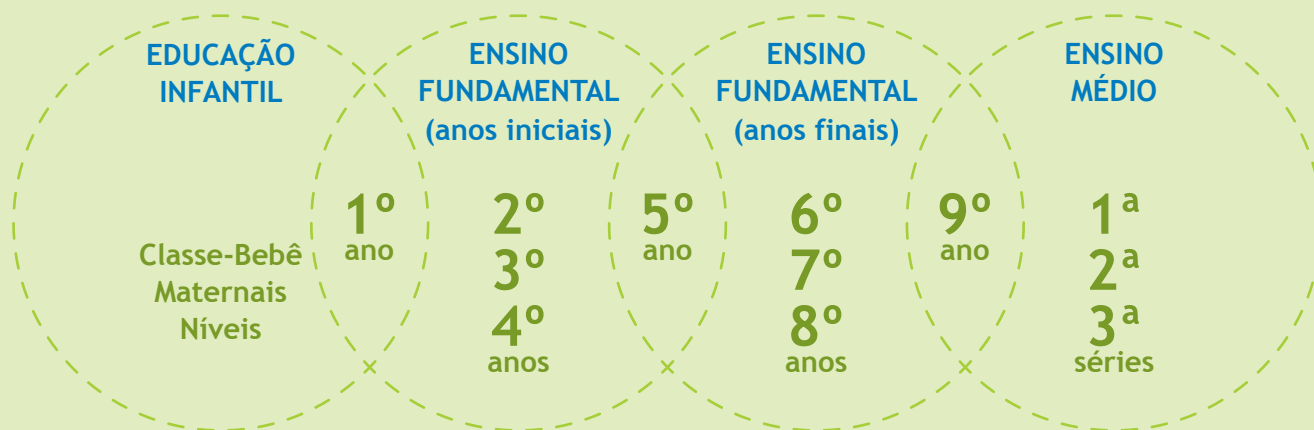 EDUCAÇÃO
INFANTIL
Classe-Bebê
Maternais
Níveis
1º
ano
ENSINO
FUNDAMENTAL
(anos iniciais)
2º
3º
4º
anos
5º
ano
ENSINO
FUNDAMENTAL
(anos finais)
6º
7º
8º
anos
9º
ano
ENSINO
MÉDIO
1ª
2ª
3ª
séries